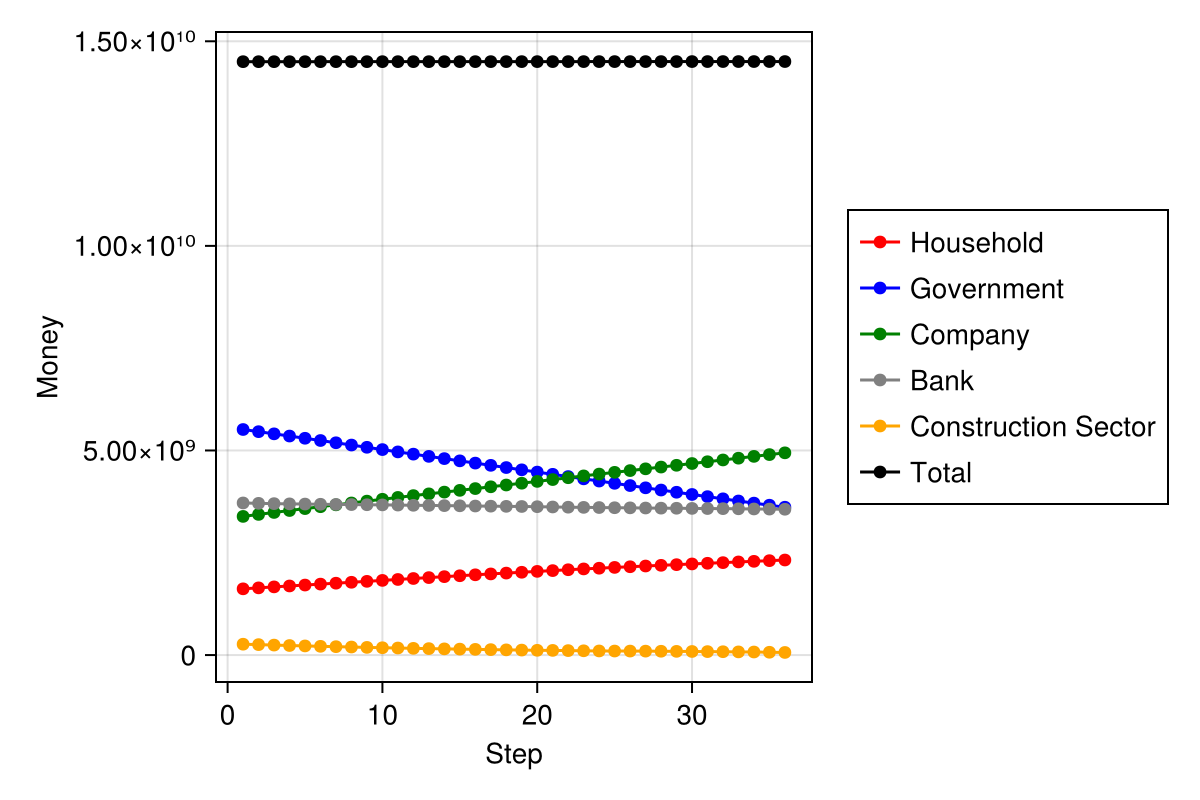 1.50×10¹⁰
1.00×10¹⁰
5.00×10⁹
0
Money
0 10 20 30
Step
Household
Government
Company
Bank
Construction Sector
Total